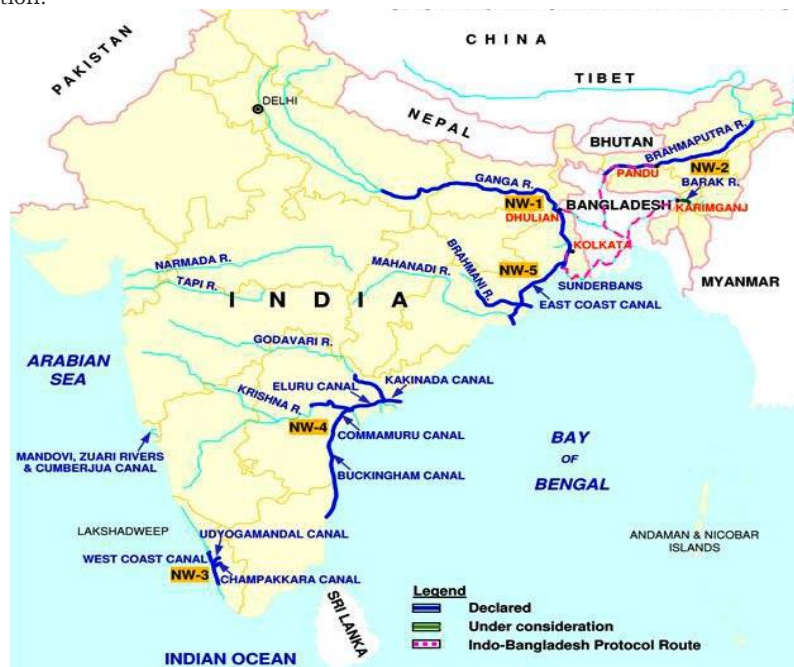 tion.
PAKISTAN
CHINA
TIBET
DELHI
NEPAL
BHUTAN
BRAHMAPUTRA R.
NW-2
PANDU
BARAK R.
GANGA R.
NW-1
DHULIAN
BANGLADESH
KARIMGANJ
KOLKATA
NARMADA R.
TAPI R.
MAHANADI R.
BRAHMANI R.
NW-5
SUNDERBANS
EAST COAST CANAL
MYANMAR
INDIA
GODAVARI R.
ARABIAN
SEA
ELURU CANAL
KAKINADA CANAL
KRISHNA R.
NW-4
COMMAMURU CANAL
MANDOVI, ZUARI RIVERS
& CUMBERJUA CANAL
BUCKINGHAM CANAL
BAY
OF
BENGAL
LAKSHADWEEP
UDYOGAMANDAL CANAL
WEST COAST CANAL
NW-3
CHAMPAKKARA CANAL
ANDAMAN & NICOBAR
ISLANDS
SRI LANKA
INDIAN OCEAN
Legend
Declared
Under consideration
Indo-Bangladesh Protocol Route